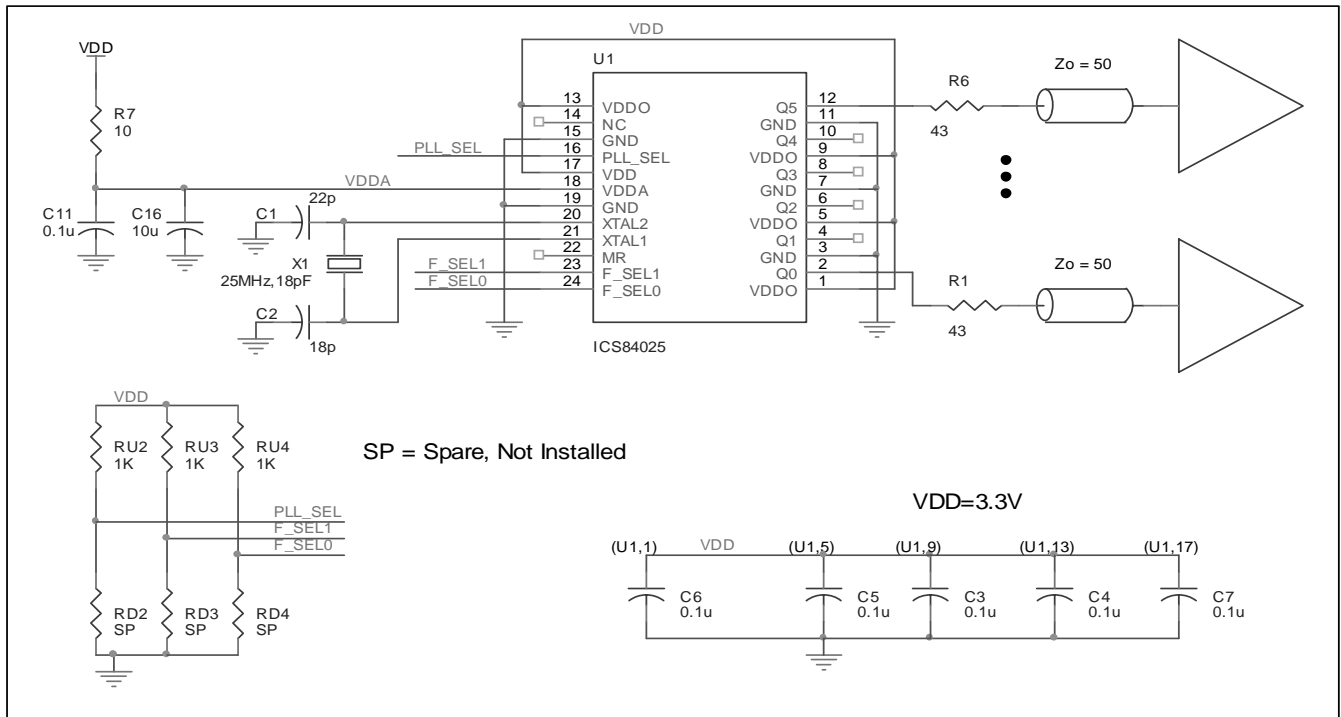 VDD
R7
10
VDDA
C11
0.1u
C16
10u
VDD
U1
13 VDDO
14 NC
15 GND
PLL_SEL 16 PLL_SEL
17 VDD
18 VDDA
19 GND
20 XTAL2
21 XTAL1
22 MR
F_SEL1 23 F_SEL1
F_SEL0 24 F_SEL0
Q5 12
GND 11
Q4 10
VDDO 9
Q3 8
GND 7
Q2 6
VDDO 5
Q1 4
GND 3
Q0 2
VDDO 1
ICS84025
C1
22p
X1
25MHz,18pF
C2
18p
R6
43
Zo = 50
R1
43
Zo = 50
VDD
RU2
1K
RU3
1K
RU4
1K
PLL_SEL
F_SEL1
F_SEL0
RD2
SP
RD3
SP
RD4
SP
SP = Spare, Not Installed
VDD=3.3V
(U1,1) VDD (U1,5) (U1,9) (U1,13) (U1,17)
C6
0.1u
C5
0.1u
C3
0.1u
C4
0.1u
C7
0.1u